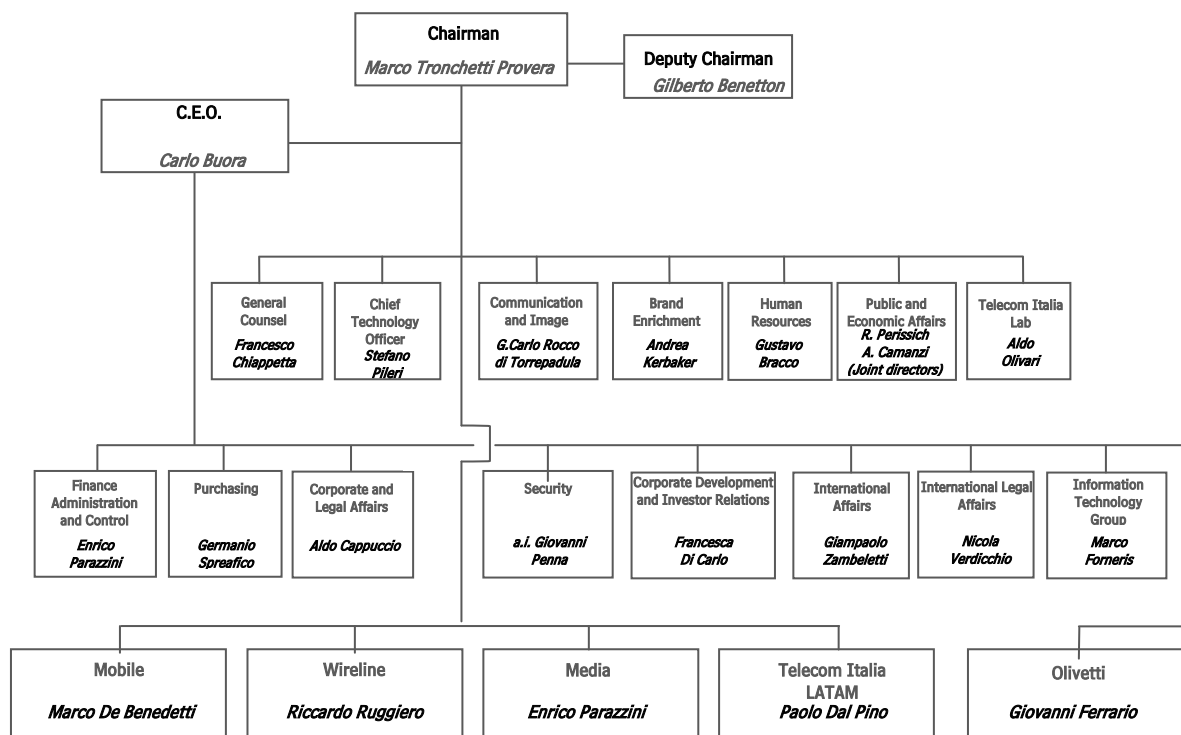 Chairman
Marco Tronchetti Provera
Deputy Chairman
Gilberto Benetton
C.E.O.
Carlo Buora
General
Counsel
Francesco
Chiappetta
Chief
Technology
Officer
Stefano
Pileri
Communication
and Image
G.Carlo Rocco
di Torrepadula
Brand
Enrichment
Andrea
Kerbaker
Human
Resources
Gustavo
Bracco
Public and
Economic Affairs
R. Perissich
A. Camanzi
(Joint directors)
Telecom Italia
Lab
Aldo
Olivari
Finance
Administration
and Control
Enrico
Parazzini
Purchasing
Germanio
Spreafico
Corporate and
Legal Affairs
Aldo Cappuccio
Security
a.i. Giovanni
Penna
Corporate Development
and Investor Relations
Francesca
Di Carlo
International
Affairs
Giampaolo
Zambeletti
International Legal
Affairs
Nicola
Verdicchio
Information
Technology
Group
Marco
Forneris
Mobile
Marco De Benedetti
Wireline
Riccardo Ruggiero
Media
Enrico Parazzini
Telecom Italia
LATAM
Paolo Dal Pino
Olivetti
Giovanni Ferrario